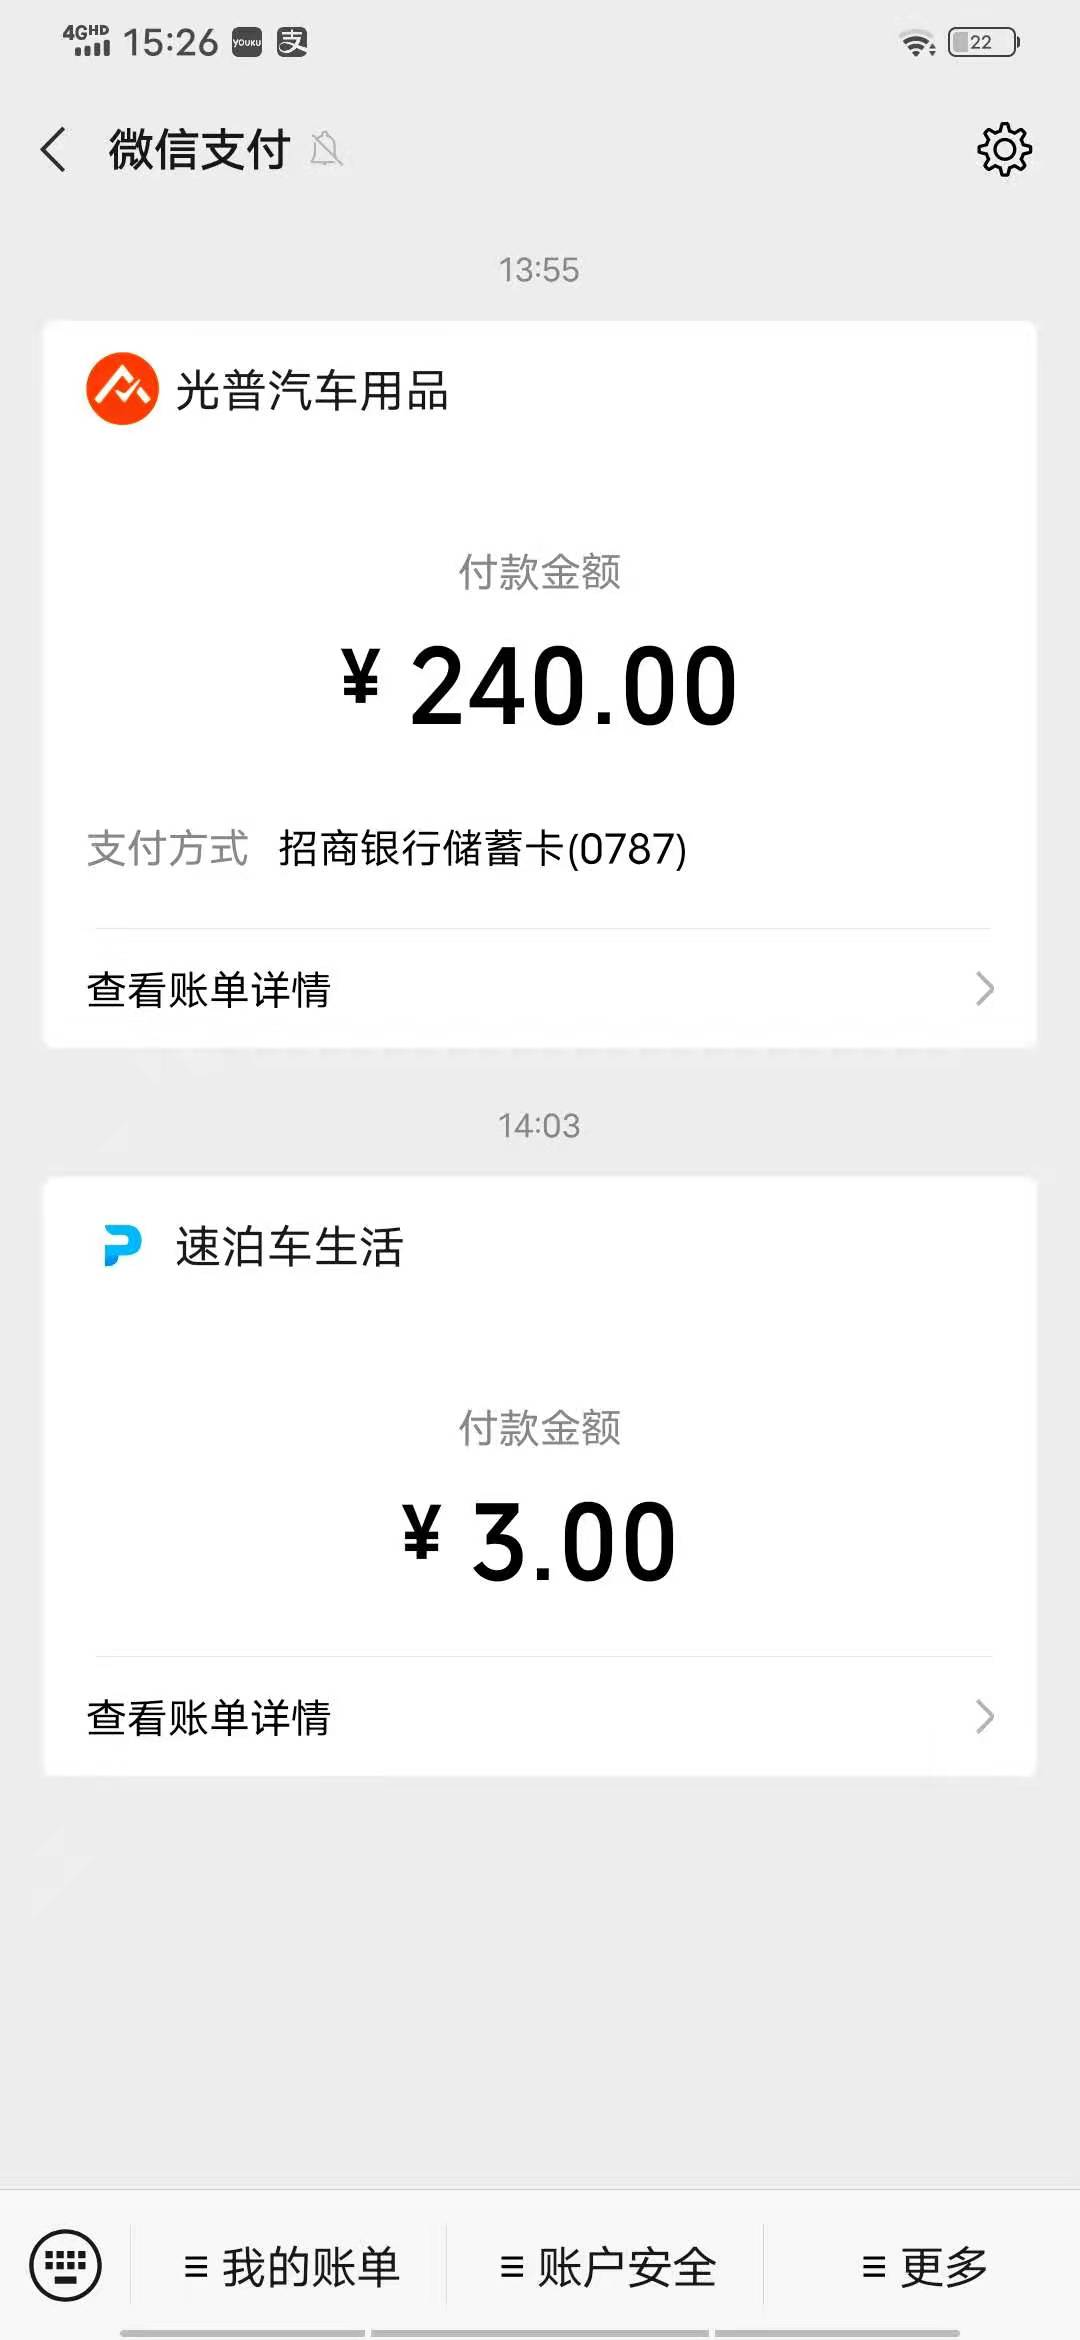 4GHD 15:26 YOUKU 支 22
微信支付
13:55
光普汽车用品
付款金额
¥ 240.00
支付方式 招商银行储蓄卡(0787)
查看账单详情
14:03
速泊车生活
付款金额
¥ 3.00
查看账单详情
我的账单 账户安全 更多